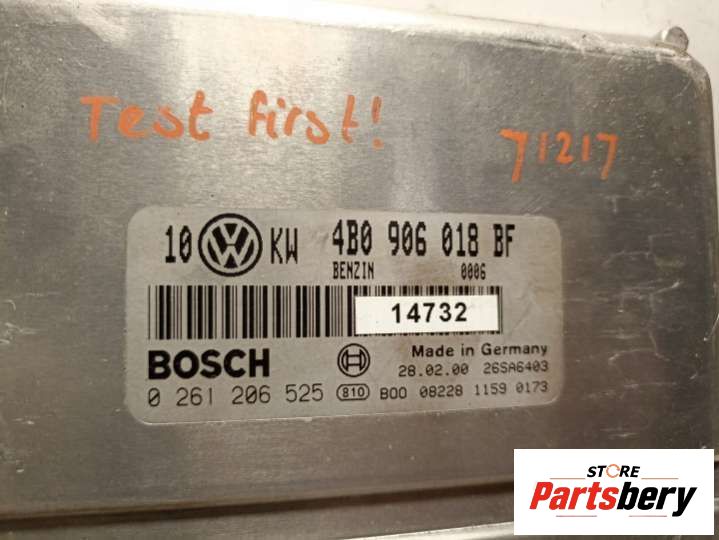 Test first!
71217
10 VW KW 4B0 906 018 BF
BENZIN 0006
14732
BOSCH Made in Germany
28.02.00 26SA6403
0 261 206 525 810 B00 08228 1159 0173
STORE
Partsbery